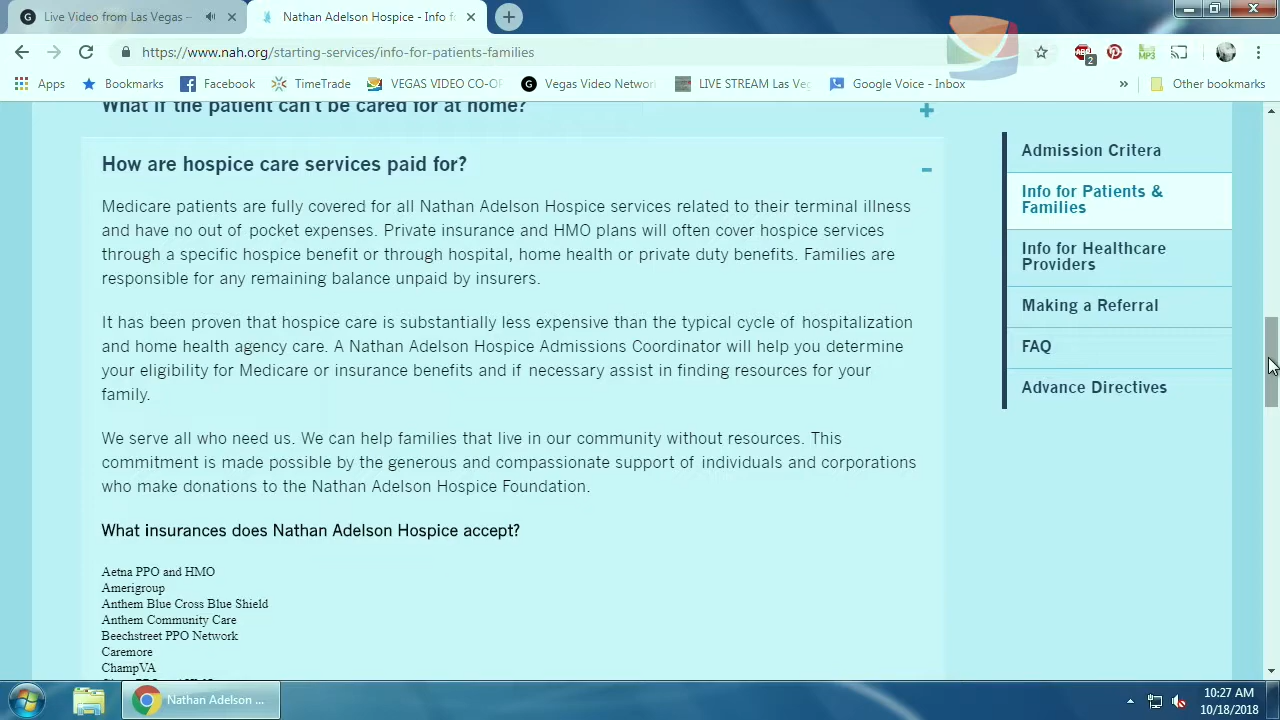 Live Video from Las Vegas –
Nathan Adelson Hospice - Info f
https://www.nah.org/starting-services/info-for-patients-families
ABP
2
MP3
Apps
Bookmarks
Facebook
TimeTrade
VEGAS VIDEO CO-OP
Vegas Video Network
LIVE STREAM Las Veg
Google Voice - Inbox
»
Other bookmarks
What if the patient can't be cared for at home?
How are hospice care services paid for?
Medicare patients are fully covered for all Nathan Adelson Hospice services related to their terminal illness
and have no out of pocket expenses. Private insurance and HMO plans will often cover hospice services
through a specific hospice benefit or through hospital, home health or private duty benefits. Families are
responsible for any remaining balance unpaid by insurers.
It has been proven that hospice care is substantially less expensive than the typical cycle of hospitalization
and home health agency care. A Nathan Adelson Hospice Admissions Coordinator will help you determine
your eligibility for Medicare or insurance benefits and if necessary assist in finding resources for your
family.
We serve all who need us. We can help families that live in our community without resources. This
commitment is made possible by the generous and compassionate support of individuals and corporations
who make donations to the Nathan Adelson Hospice Foundation.
What insurances does Nathan Adelson Hospice accept?
Aetna PPO and HMO
Amerigroup
Anthem Blue Cross Blue Shield
Anthem Community Care
Beechstreet PPO Network
Caremore
ChampVA
Admission Critera
Info for Patients &
Families
Info for Healthcare
Providers
Making a Referral
FAQ
Advance Directives
Nathan Adelson ...
10:27 AM
10/18/2018